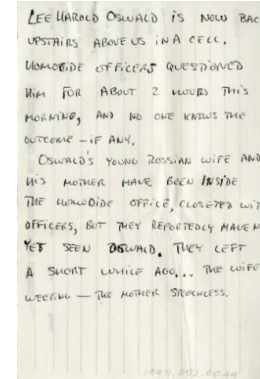 LEE HAROLD OSWALD IS NOW BAC
UPSTAIRS ABOVE US IN A CELL.
HOMOCIDE OFFICERS QUESTIONED
HIM FOR ABOUT 2 HOURS THIS
MORNING, AND NO ONE KNOWS THE
OUTCOME — IF ANY.
OSWALD'S YOUNG RUSSIAN WIFE AND
HIS MOTHER HAVE BEEN INSIDE
THE HOMOCIDE OFFICE, CLOSETED WIT
OFFICERS, BUT THEY REPORTEDLY HAVE N
YET SEEN OSWALD. THEY LEFT
A SHORT WHILE AGO... THE WIFE
WEEPING — THE MOTHER SPEECHLESS.